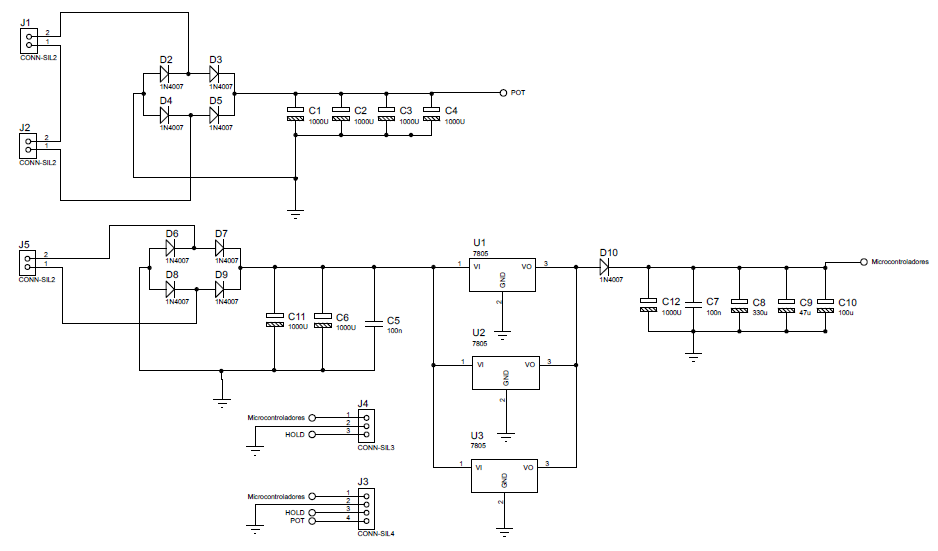 J1
2
1
CONN-SIL2
J2
2
1
CONN-SIL2
D2
1N4007
D3
1N4007
D4
1N4007
D5
1N4007
C1
1000U
C2
1000U
C3
1000U
C4
1000U
POT
J5
2
1
CONN-SIL2
D6
1N4007
D7
1N4007
D8
1N4007
D9
1N4007
C11
1000U
C6
1000U
C5
100n
U1
7805
1
VI
VO
3
GND
2
U2
7805
1
VI
VO
3
GND
2
U3
7805
1
VI
VO
3
GND
2
D10
1N4007
Microcontroladores
C12
1000U
C7
100n
C8
330u
C9
47u
C10
100u
J4
Microcontroladores
1
2
HOLD
3
CONN-SIL3
J3
Microcontroladores
1
2
HOLD
3
POT
4
CONN-SIL4